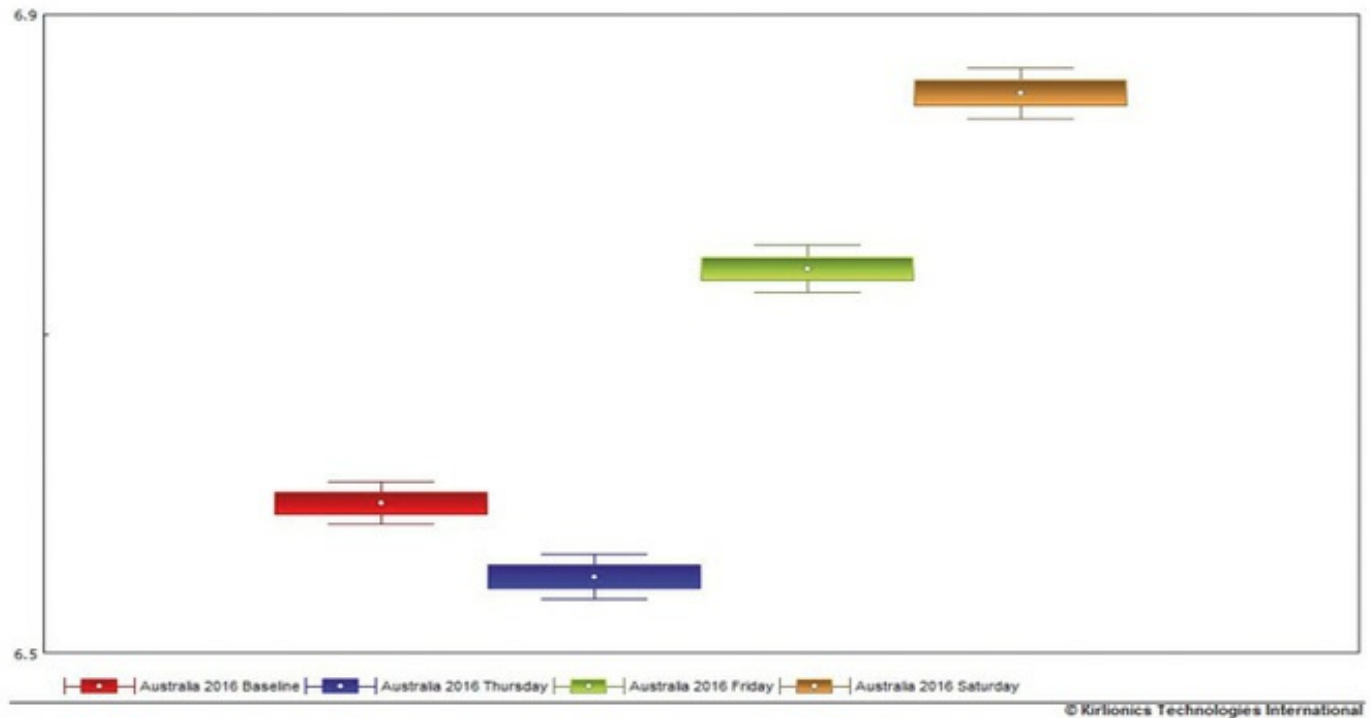 6.9
6.5
Australia 2016 Baseline Australia 2016 Thursday Australia 2016 Friday Australia 2016 Saturday
© Kirlionics Technologies International